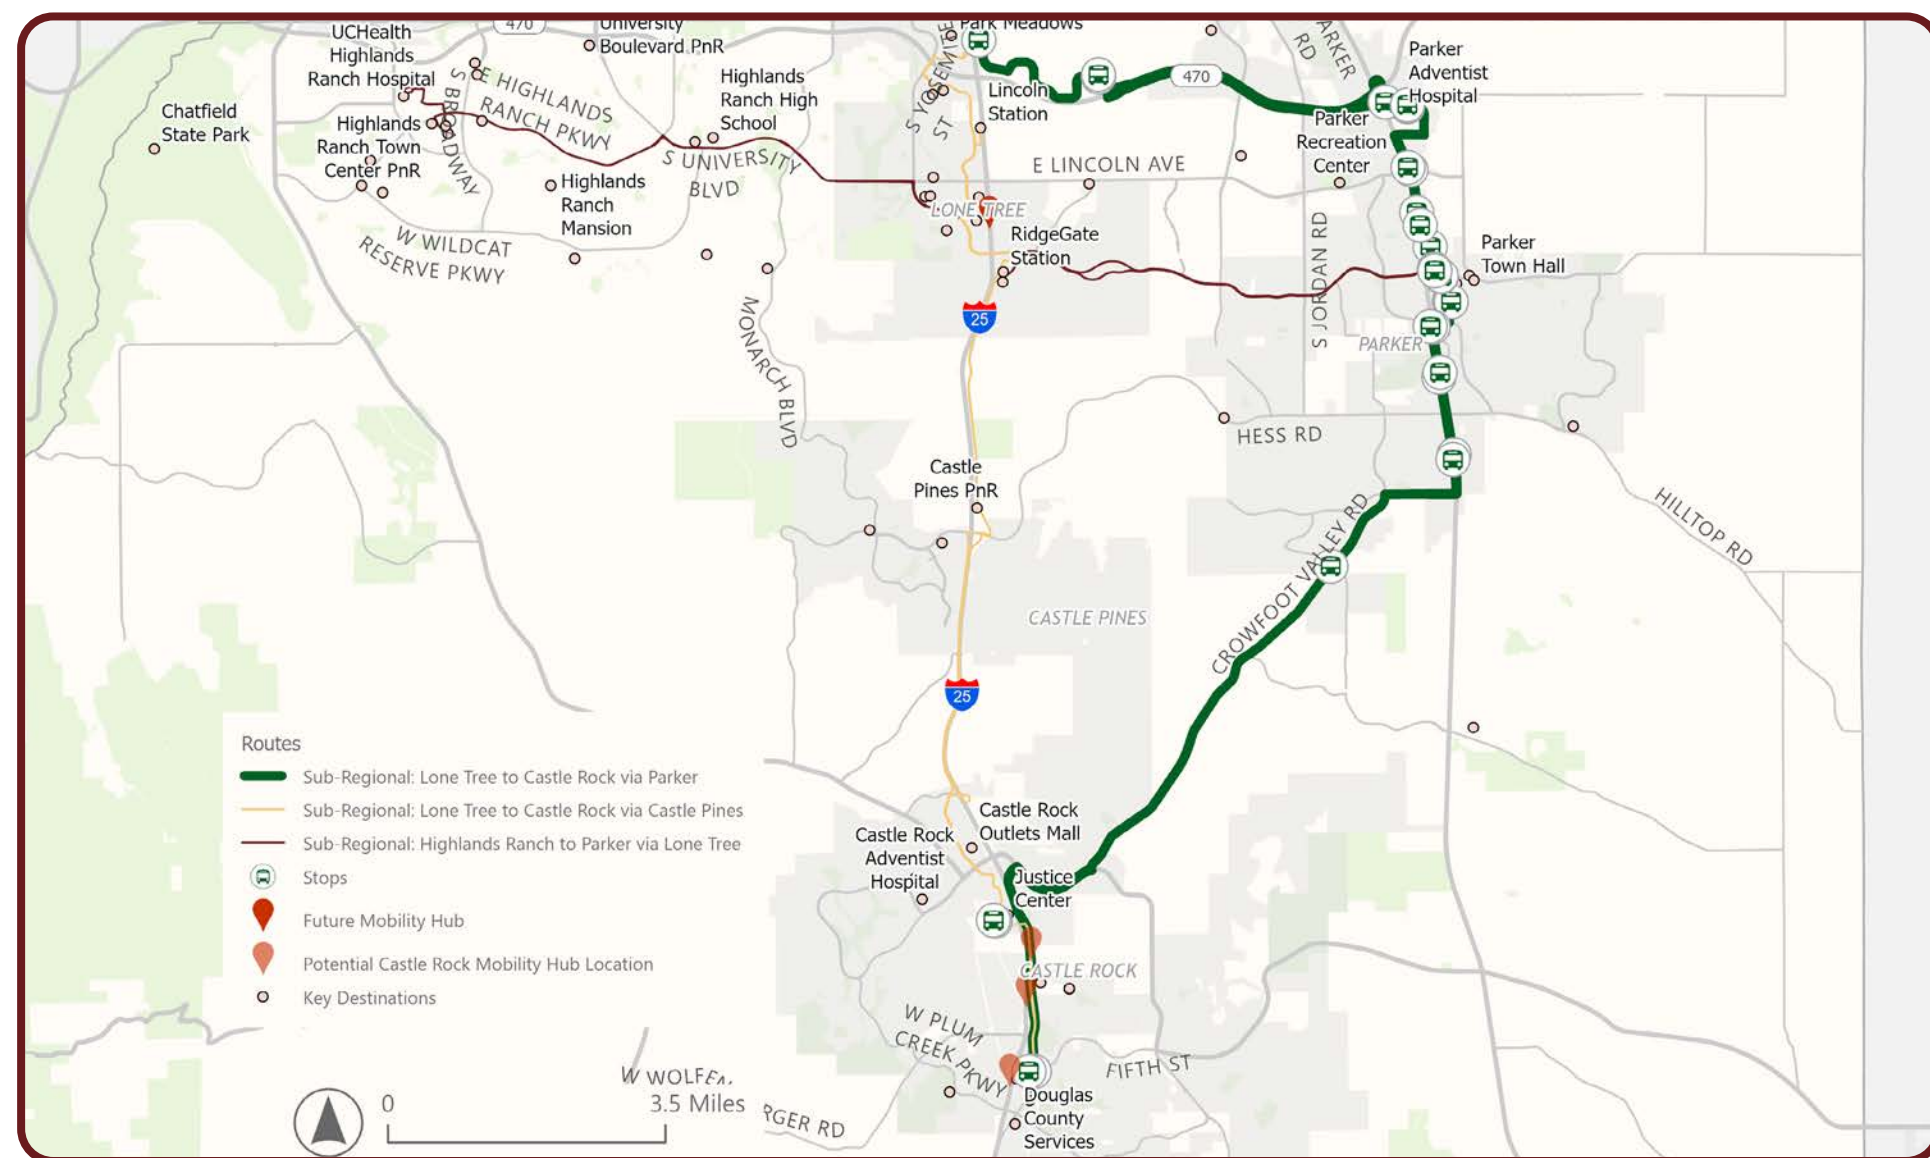 470
University
Boulevard PnR
Park Meadows
UCHealth
Highlands
Ranch Hospital
S BROADWAY
E HIGHLANDS
RANCH PKWY
Highlands
Ranch High
School
Chatfield
State Park
Highlands
Ranch Town
Center PnR
Highlands
Ranch
Mansion
S UNIVERSITY
BLVD
W WILDCAT
RESERVE PKWY
S YOSEMITE
ST
Lincoln
Station
470
PARKER
RD
Parker
Adventist
Hospital
Parker
Recreation
Center
E LINCOLN AVE
LONE TREE
RidgeGate
Station
S JORDAN RD
Parker
Town Hall
25
MONARCH BLVD
PARKER
HESS RD
Castle
Pines PnR
HILLTOP RD
CROWFOOT VALLEY RD
CASTLE PINES
25
Routes
Sub-Regional: Lone Tree to Castle Rock via Parker
Sub-Regional: Lone Tree to Castle Rock via Castle Pines
Sub-Regional: Highlands Ranch to Parker via Lone Tree
Stops
Future Mobility Hub
Potential Castle Rock Mobility Hub Location
Key Destinations
Castle Rock
Outlets Mall
Castle Rock
Adventist
Hospital
Justice
Center
CASTLE ROCK
W PLUM
CREEK PKWY
FIFTH ST
Douglas
County
Services
0
3.5 Miles
RGER RD